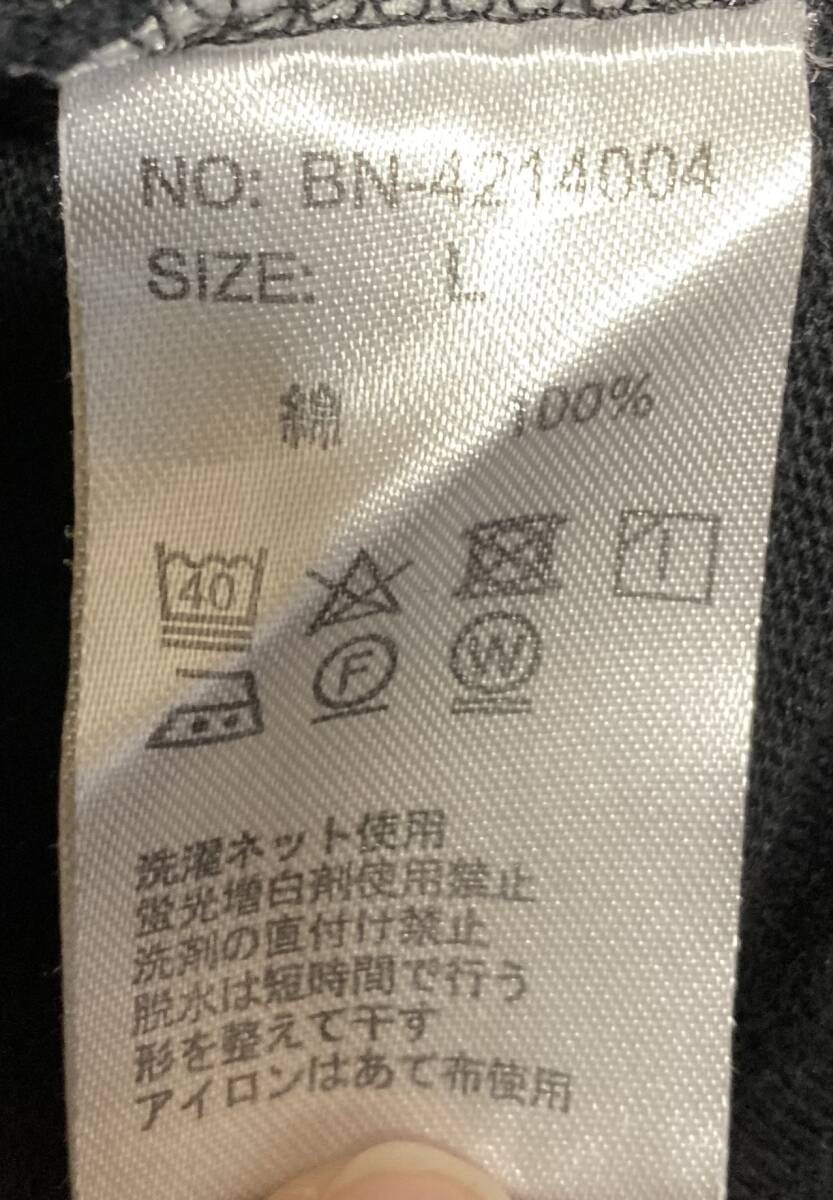 NO: BN-4214004
SIZE: L
綿 100%
40
F W
洗濯ネット使用
蛍光増白剤使用禁止
洗剤の直付け禁止
脱水は短時間で行う
形を整えて干す
アイロンはあて布使用